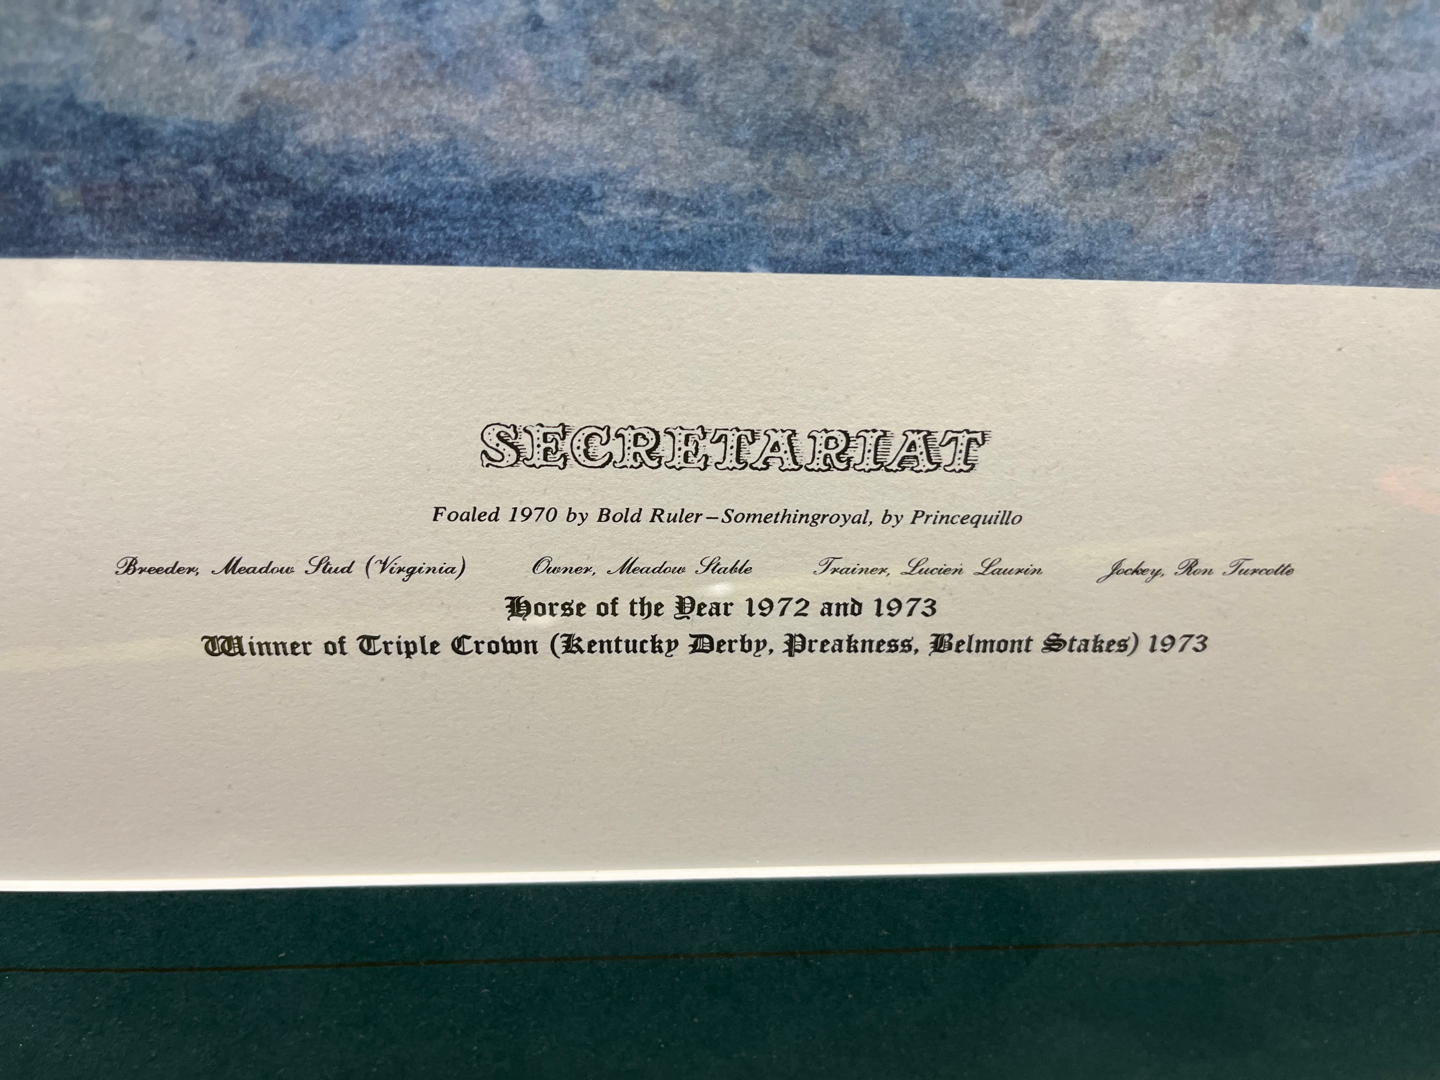 SECRETARIAT
Foaled 1970 by Bold Ruler–Somethingroyal, by Princequillo
Breeder, Meadow Stud (Virginia) Owner, Meadow Stable Trainer, Lucien Laurin Jockey, Ron Turcotte
Horse of the Year 1972 and 1973
Winner of Triple Crown (Kentucky Derby, Preakness, Belmont Stakes) 1973